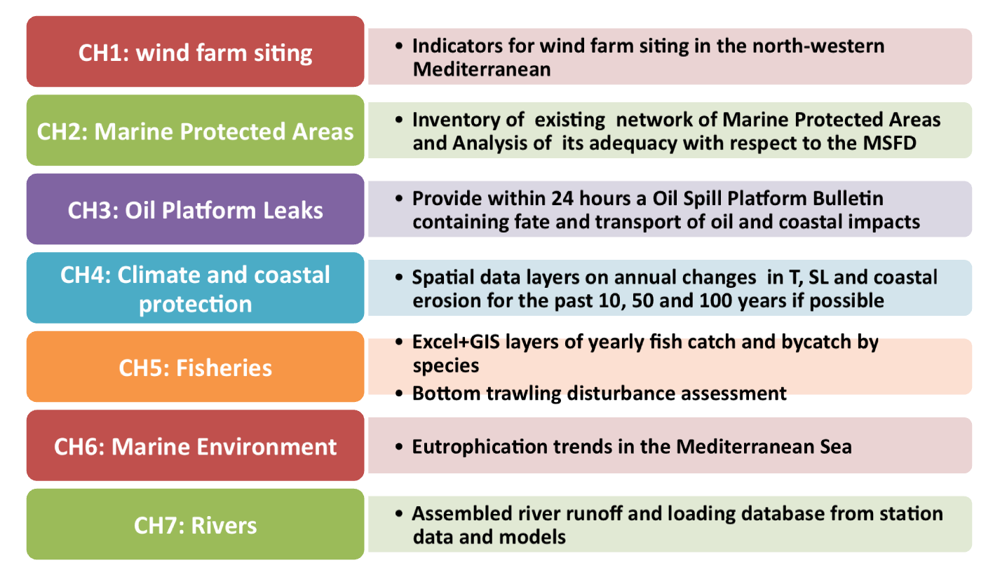 CH1: wind farm siting
• Indicators for wind farm siting in the north-western
Mediterranean
CH2: Marine Protected Areas
• Inventory of  existing  network of Marine Protected Areas
and Analysis of  its adequacy with respect to the MSFD
CH3: Oil Platform Leaks
• Provide within 24 hours a Oil Spill Platform Bulletin
containing fate and transport of oil and coastal impacts
CH4: Climate and coastal
protection
• Spatial data layers on annual changes  in T, SL and coastal
erosion for the past 10, 50 and 100 years if possible
CH5: Fisheries
• Excel+GIS layers of yearly fish catch and bycatch by
species
• Bottom trawling disturbance assessment
CH6: Marine Environment
• Eutrophication trends in the Mediterranean Sea
CH7: Rivers
• Assembled river runoff and loading database from station
data and models